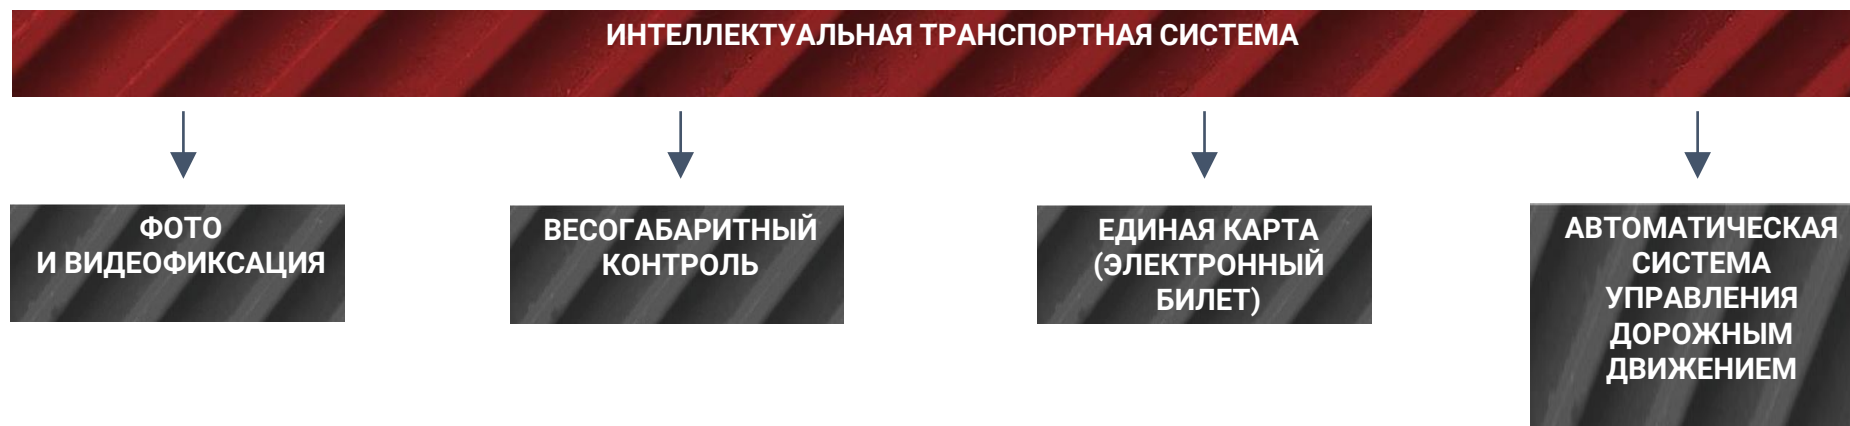 ИНТЕЛЛЕКТУАЛЬНАЯ ТРАНСПОРТНАЯ СИСТЕМА
ФОТО
И ВИДЕОФИКСАЦИЯ
ВЕСОГАБАРИТНЫЙ
КОНТРОЛЬ
ЕДИНАЯ КАРТА
(ЭЛЕКТРОННЫЙ
БИЛЕТ)
АВТОМАТИЧЕСКАЯ
СИСТЕМА
УПРАВЛЕНИЯ
ДОРОЖНЫМ
ДВИЖЕНИЕМ